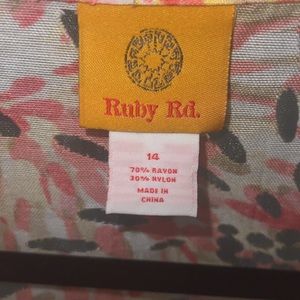 Ruby Rd.
14
70% RAYON
30% NYLON
MADE IN
CHINA